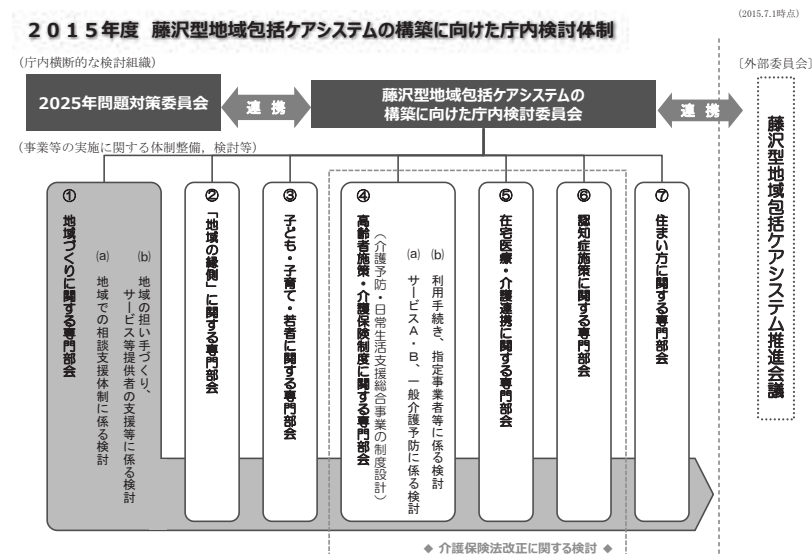 (2015.7.1時点)
２０１５年度 藤沢型地域包括ケアシステムの構築に向けた庁内検討体制
(庁内横断的な検討組織)
〔外部委員会〕
2025年問題対策委員会
連 携
藤沢型地域包括ケアシステムの
構築に向けた庁内検討委員会
連 携
藤沢型地域包括ケアシステム推進会議
(事業等の実施に関する体制整備，検討等)
① 地域づくりに関する専門部会
(a) 地域での相談支援体制に係る検討
(b) 地域の担い手づくり、
サービス等提供者の支援等に係る検討
② 「地域の縁側」に関する専門部会
③ 子ども・子育て・若者に関する専門部会
④ 高齢者施策・介護保険制度に関する専門部会
（介護予防・日常生活支援総合事業の制度設計）
(a) サービスＡ・Ｂ、一般介護予防に係る検討
(b) 利用手続き、指定事業者等に係る検討
⑤ 在宅医療・介護連携に関する専門部会
⑥ 認知症施策に関する専門部会
⑦ 住まい方に関する専門部会
◆ 介護保険法改正に関する検討 ◆